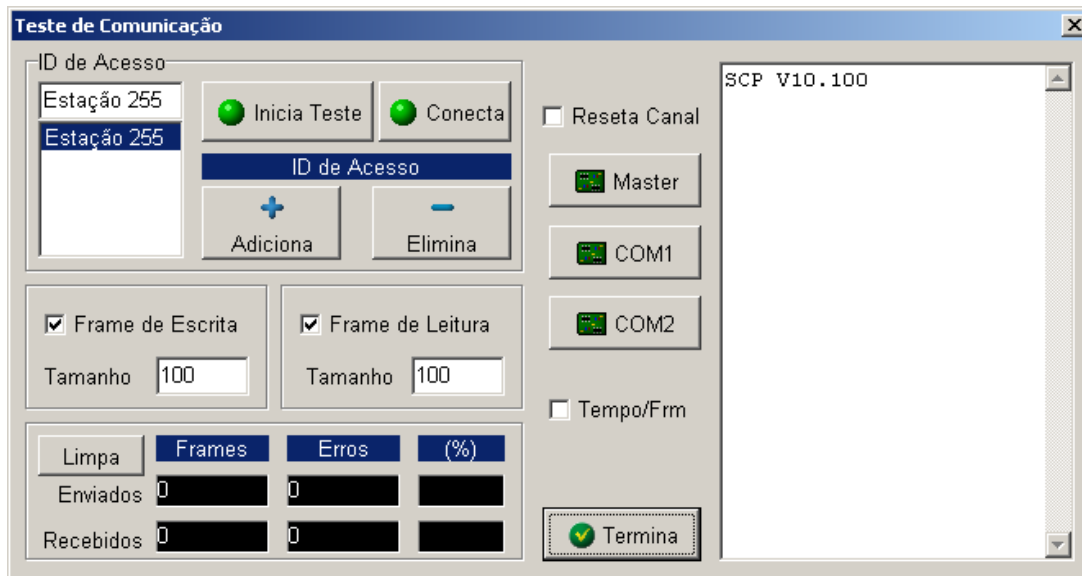 Teste de Comunicação
ID de Acesso
Estação 255
Estação 255
Inicia Teste
Conecta
ID de Acesso
Adiciona
Elimina
Frame de Escrita
Tamanho 100
Frame de Leitura
Tamanho 100
Limpa Frames Erros (%)
Enviados 0 0
Recebidos 0 0
Reseta Canal
Master
COM1
COM2
Tempo/Frm
Termina
SCP V10.100